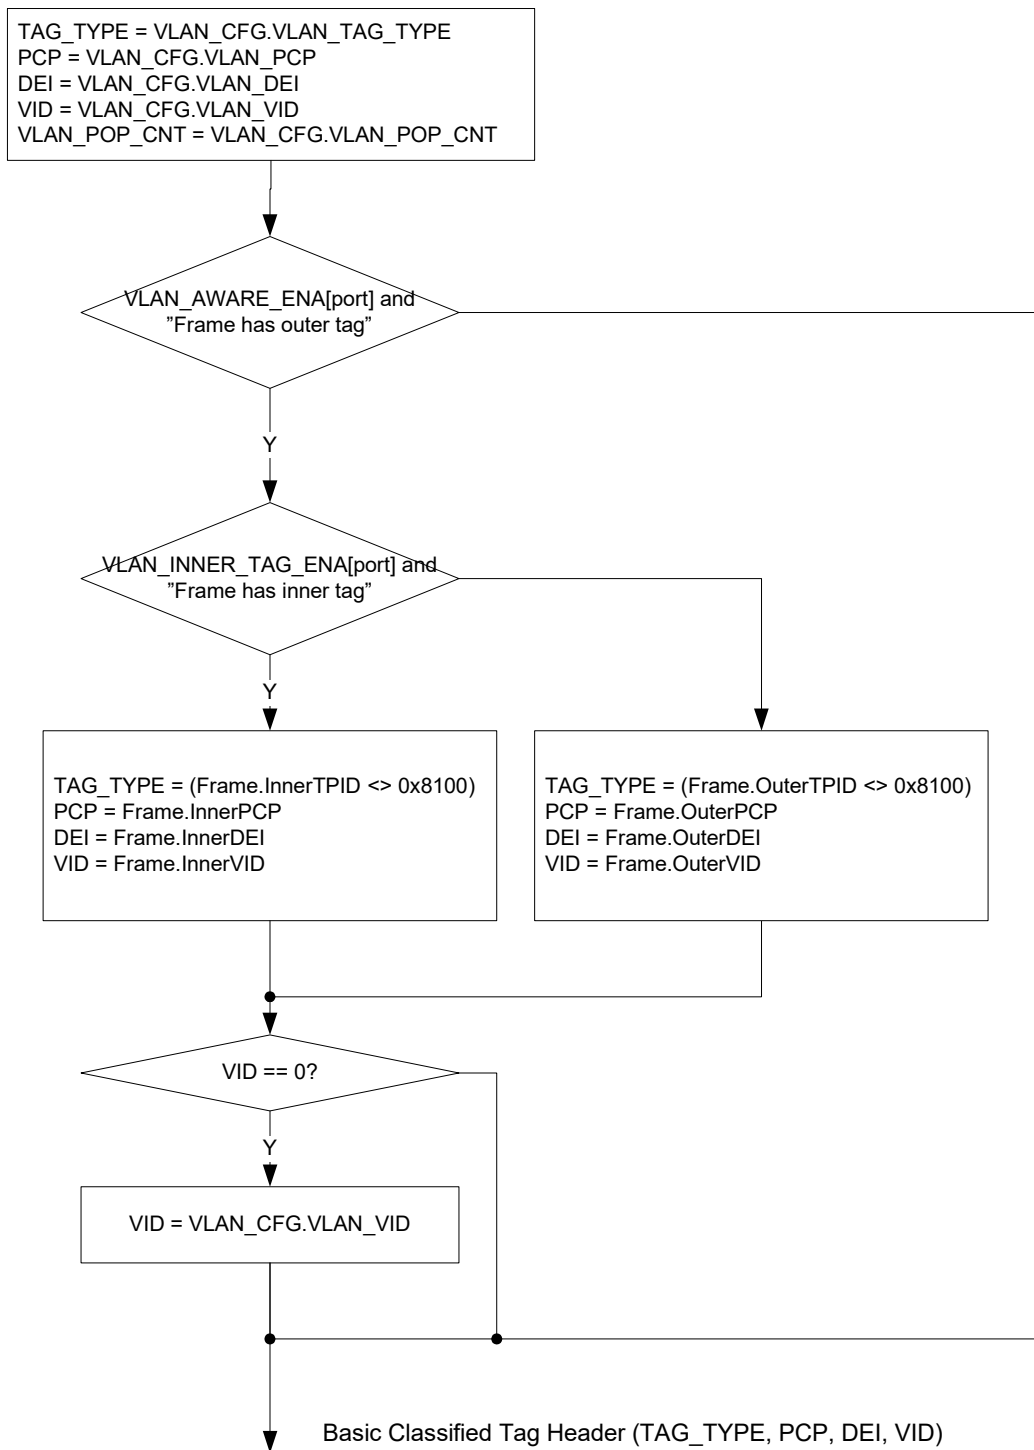 TAG_TYPE = VLAN_CFG.VLAN_TAG_TYPE
PCP = VLAN_CFG.VLAN_PCP
DEI = VLAN_CFG.VLAN_DEI
VID = VLAN_CFG.VLAN_VID
VLAN_POP_CNT = VLAN_CFG.VLAN_POP_CNT
VLAN_AWARE_ENA[port] and
”Frame has outer tag”
Y
VLAN_INNER_TAG_ENA[port] and
”Frame has inner tag”
Y
TAG_TYPE = (Frame.InnerTPID <> 0x8100)
PCP = Frame.InnerPCP
DEI = Frame.InnerDEI
VID = Frame.InnerVID
TAG_TYPE = (Frame.OuterTPID <> 0x8100)
PCP = Frame.OuterPCP
DEI = Frame.OuterDEI
VID = Frame.OuterVID
VID == 0?
Y
VID = VLAN_CFG.VLAN_VID
Basic Classified Tag Header (TAG_TYPE, PCP, DEI, VID)